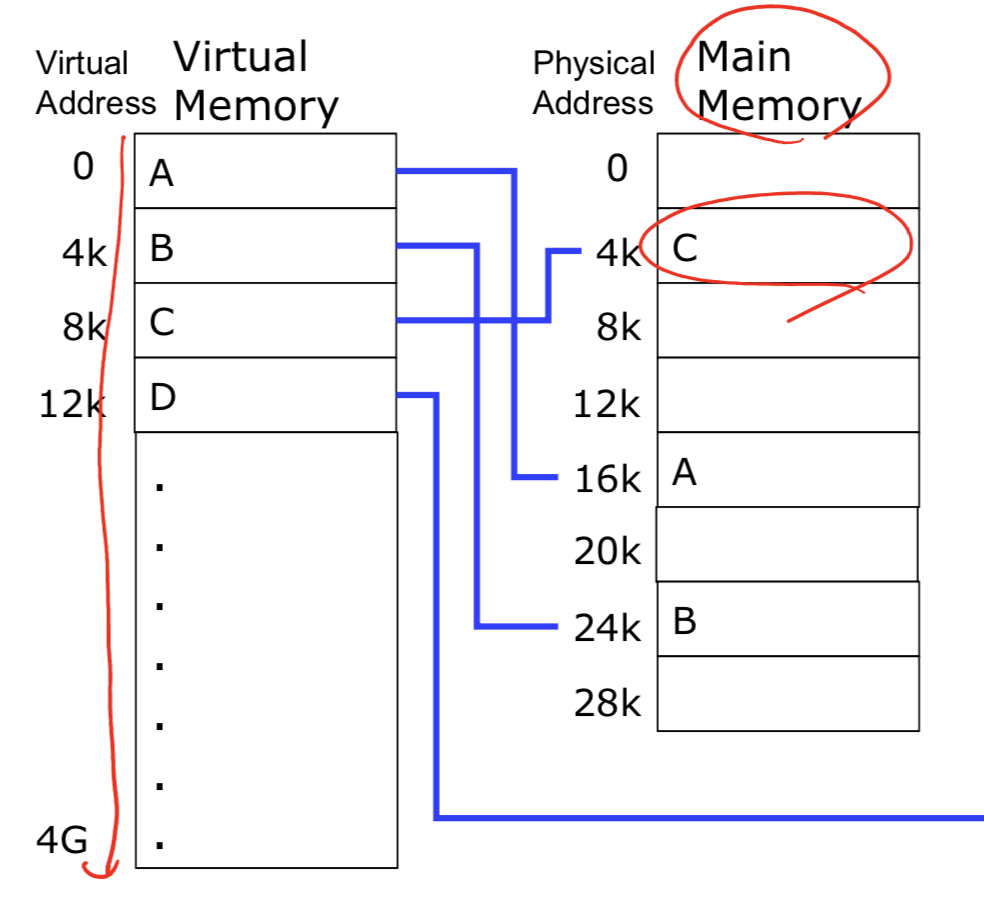 Virtual Address
Virtual Memory
0 A
4k B
8k C
12k D
.
.
.
.
.
.
4G .
Physical Address
Main Memory
0
4k C
8k
12k
16k A
20k
24k B
28k